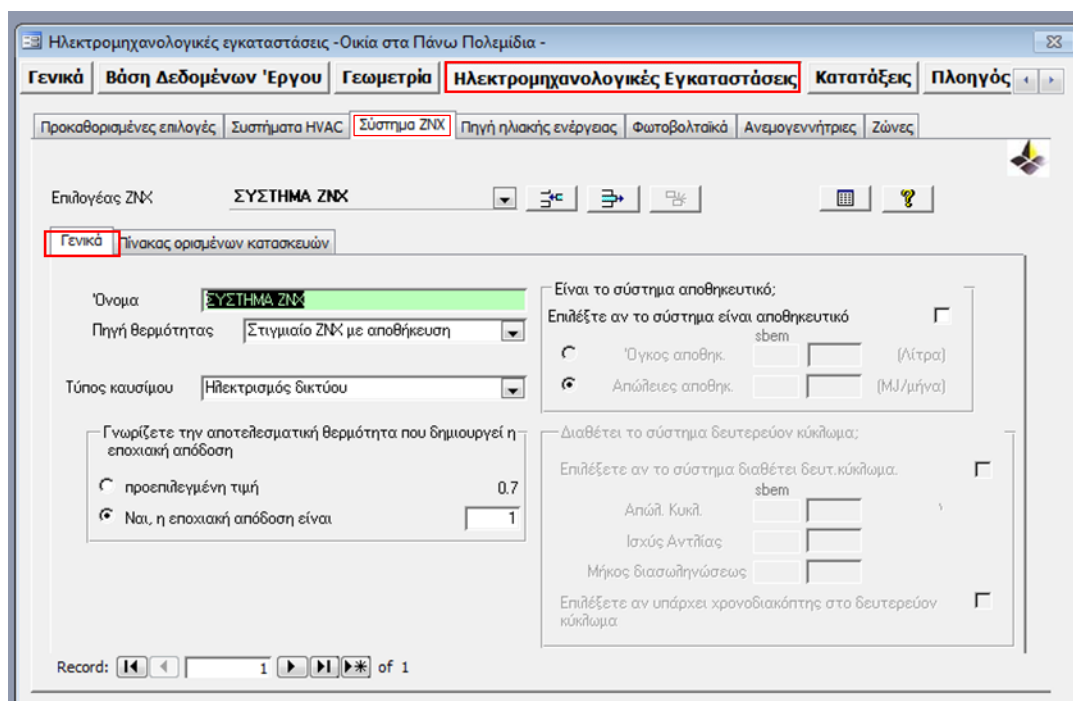 Ηλεκτρομηχανολογικές εγκαταστάσεις -Οικία στα Πάνω Πολεμίδια -
Γενικά Βάση Δεδομένων 'Εργου Γεωμετρία Ηλεκτρομηχανολογικές Εγκαταστάσεις Κατατάξεις Πλοηγός
Προκαθορισμένες επιλογές Συστήματα HVAC Σύστημα ΖΝΧ Πηγή ηλιακής ενέργειας Φωτοβολταϊκά Ανεμογεννήτριες Ζώνες
Επιλογέας ΖΝΧ ΣΥΣΤΗΜΑ ΖΝΧ
Γενικά Πίνακας ορισμένων κατασκευών
'Ονομα ΣΥΣΤΗΜΑ ΖΝΧ
Πηγή θερμότητας Στιγμιαίο ΖΝΧ με αποθήκευση
Τύπος καυσίμου Ηλεκτρισμός δικτύου
Γνωρίζετε την αποτελεσματική θερμότητα που δημιουργεί η
εποχιακή απόδοση
προεπιλεγμένη τιμή 0.7
Ναι, η εποχιακή απόδοση είναι 1
Είναι το σύστημα αποθηκευτικό;
Επιλέξτε αν το σύστημα είναι αποθηκευτικό
sbem
'Ογκος αποθηκ. (Λίτρα)
Απώλειες αποθηκ. (MJ/μήνα)
Διαθέτει το σύστημα δευτερεύον κύκλωμα;
Επιλέξετε αν το σύστημα διαθέτει δευτ.κύκλωμα.
sbem
Απώλ. Κυκλ.
Ισχύς Αντλίας
Μήκος διασωληνώσεως
Επιλέξετε αν υπάρχει χρονοδιακόπτης στο δευτερεύον
κύκλωμα
Record: 1 of 1